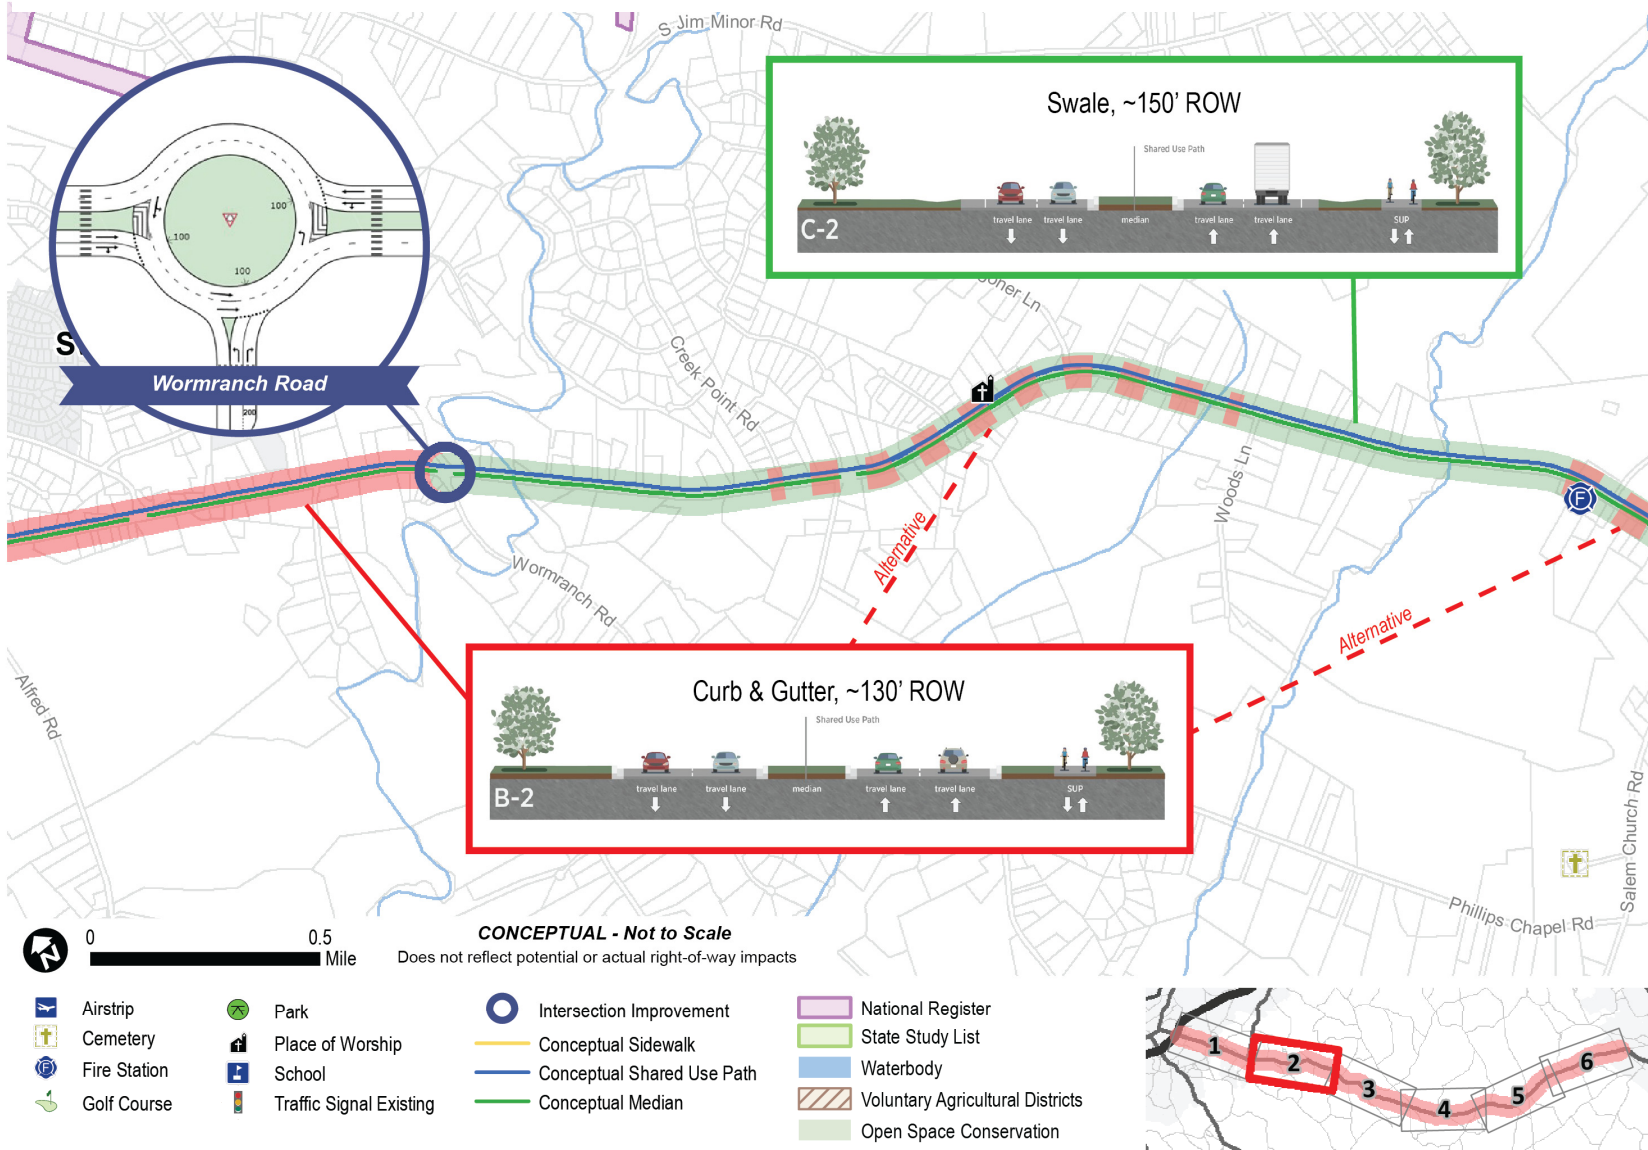 S Jim Minor Rd
Swale, ~150' ROW
Shared Use Path
travel lane
travel lane
median
travel lane
travel lane
SUP
C-2
100
100
100
200
Wormranch Road
ooner Ln
Creek Point Rd
Woods Ln
F
Alternative
Alternative
Wormranch Rd
Alfred Rd
Curb & Gutter, ~130' ROW
Shared Use Path
travel lane
travel lane
median
travel lane
travel lane
SUP
B-2
Salem Church Rd
Phillips Chapel Rd
N
0 0.5
Mile
CONCEPTUAL - Not to Scale
Does not reflect potential or actual right-of-way impacts
Airstrip
Cemetery
F Fire Station
Golf Course
Park
Place of Worship
School
Traffic Signal Existing
Intersection Improvement
Conceptual Sidewalk
Conceptual Shared Use Path
Conceptual Median
National Register
State Study List
Waterbody
Voluntary Agricultural Districts
Open Space Conservation
1
2
3
4
5
6